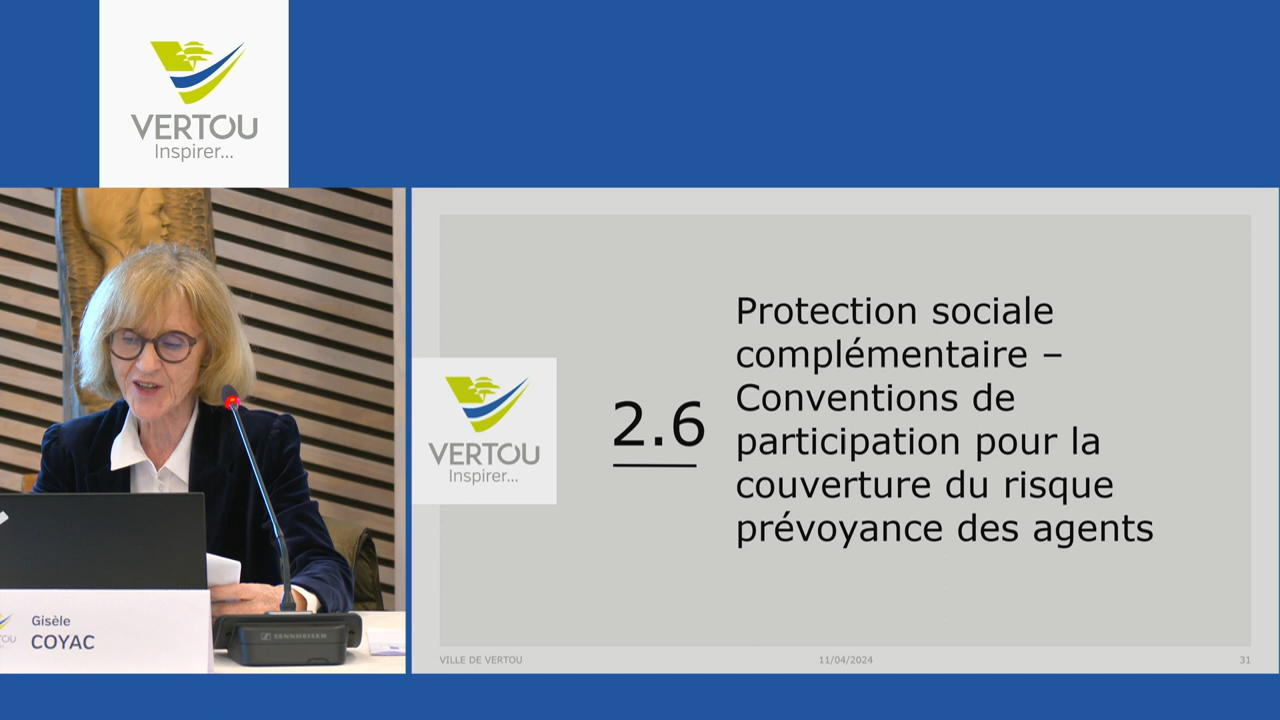 VERTOU
Inspirer...
Gisèle
COYAC
SENNHEISER
VERTOU
Inspirer...
2.6
Protection sociale
complémentaire –
Conventions de
participation pour la
couverture du risque
prévoyance des agents
VILLE DE VERTOU
11/04/2024
31